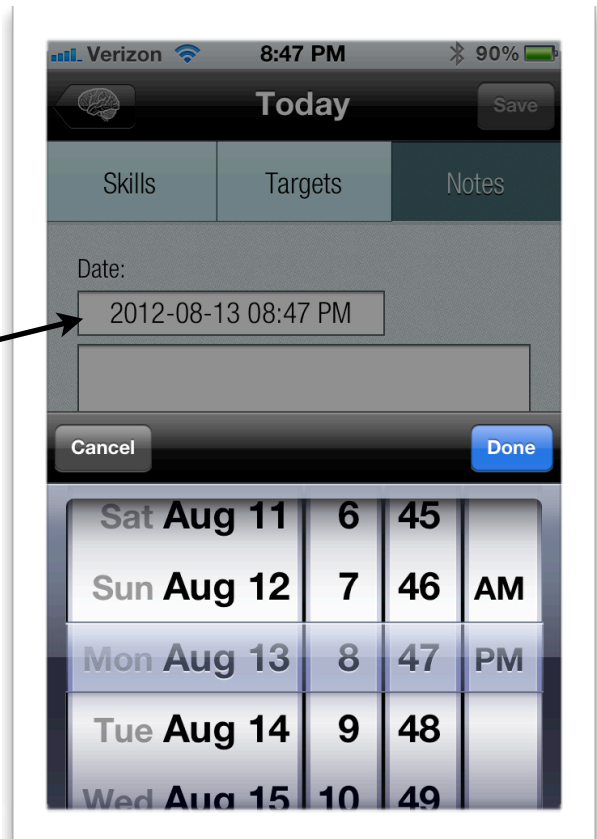 Verizon 8:47 PM 90%
Today Save
Skills Targets Notes
Date:
2012-08-13 08:47 PM
Cancel Done
Sat Aug 11 6 45
Sun Aug 12 7 46 AM
Mon Aug 13 8 47 PM
Tue Aug 14 9 48
Wed Aug 15 10 49